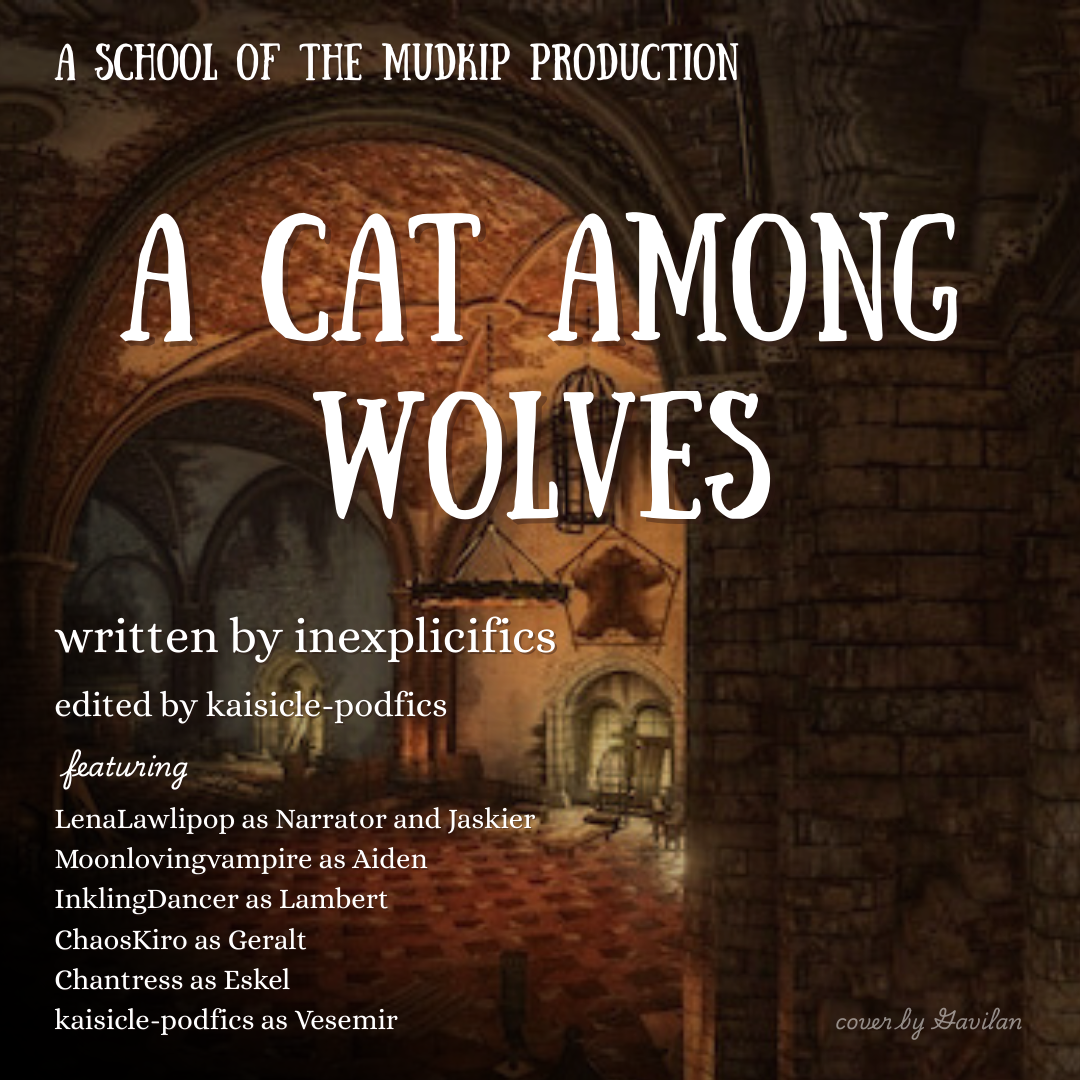 A SCHOOL OF THE MUDKIP PRODUCTION
A CAT AMONG
WOLVES
written by inexplicifics
edited by kaisicle-podfics
featuring
LenaLawlipop as Narrator and Jaskier
Moonlovingvampire as Aiden
InklingDancer as Lambert
ChaosKiro as Geralt
Chantress as Eskel
kaisicle-podfics as Vesemir
cover by Gavilan